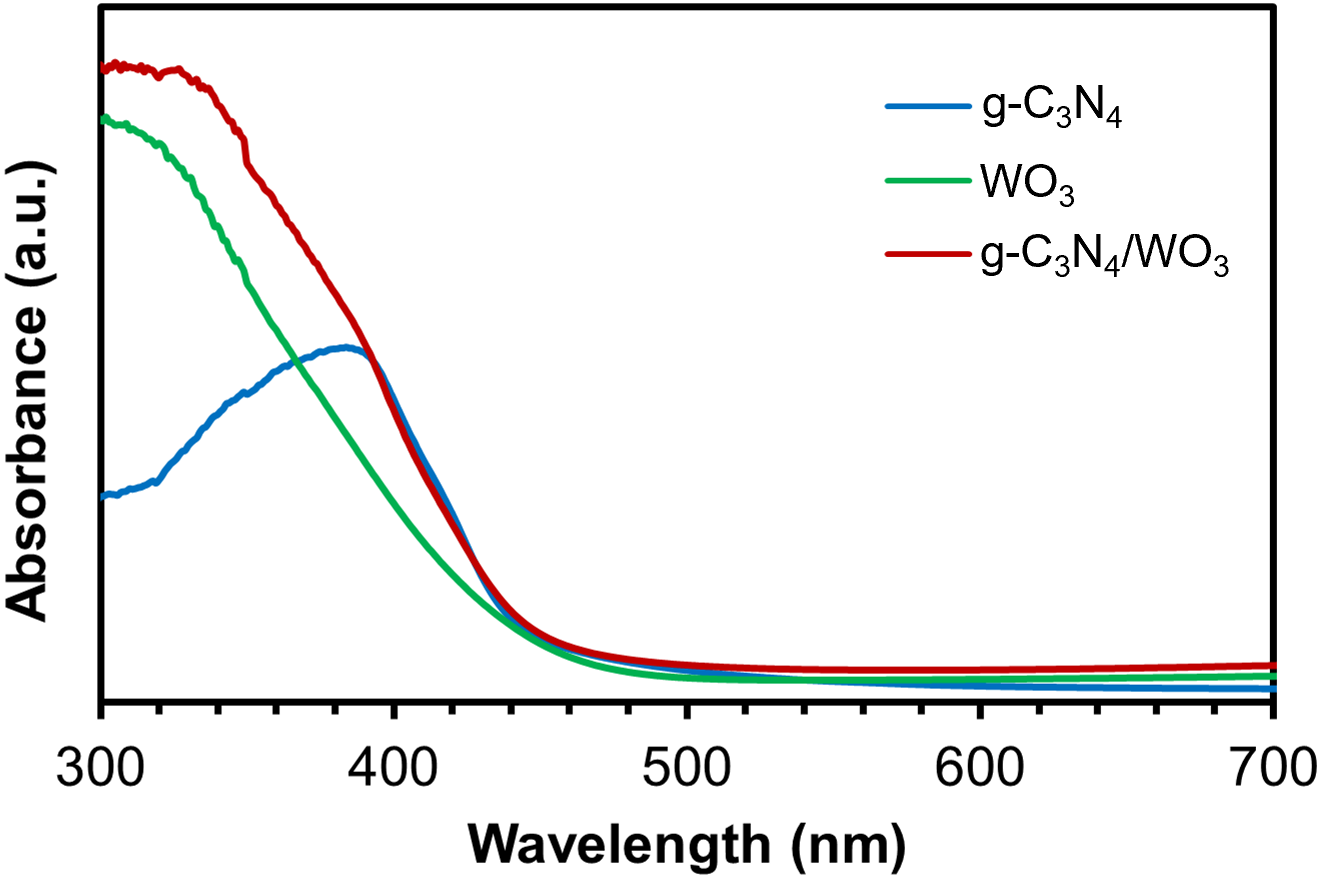 g-C₃N₄
WO₃
g-C₃N₄/WO₃
Absorbance (a.u.)
300 400 500 600 700
Wavelength (nm)